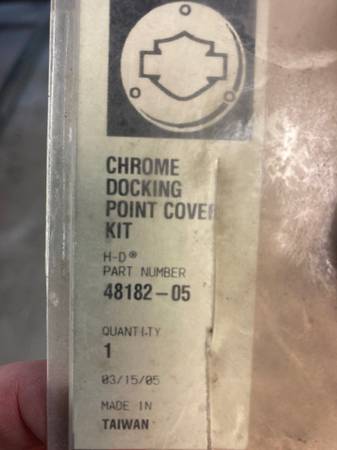 CHROME
DOCKING
POINT COVER
KIT
H-D®
PART NUMBER
48182-05
QUANTITY
1
03/15/05
MADE IN
TAIWAN